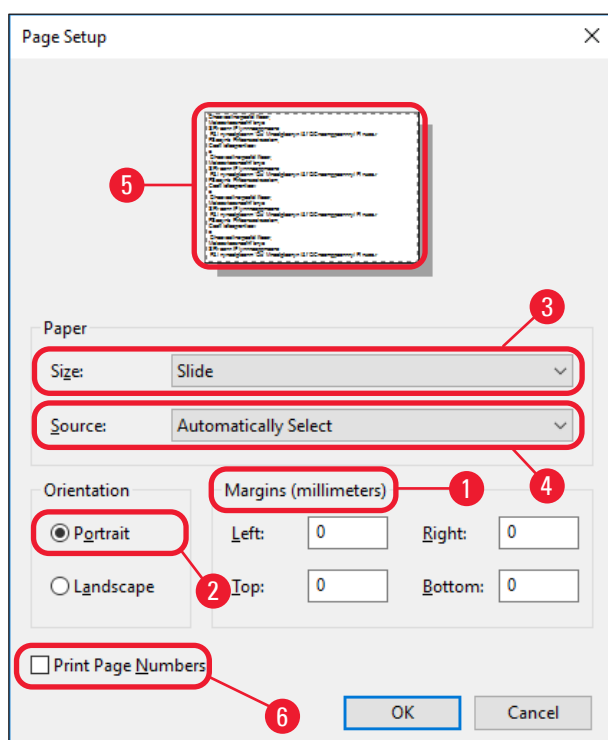 Page Setup
5
3
Paper
Size: Slide
Source: Automatically Select
4
Orientation
Margins (millimeters)
1
Portrait
Left: 0 Right: 0
2
Landscape
Top: 0 Bottom: 0
Print Page Numbers
6
OK Cancel